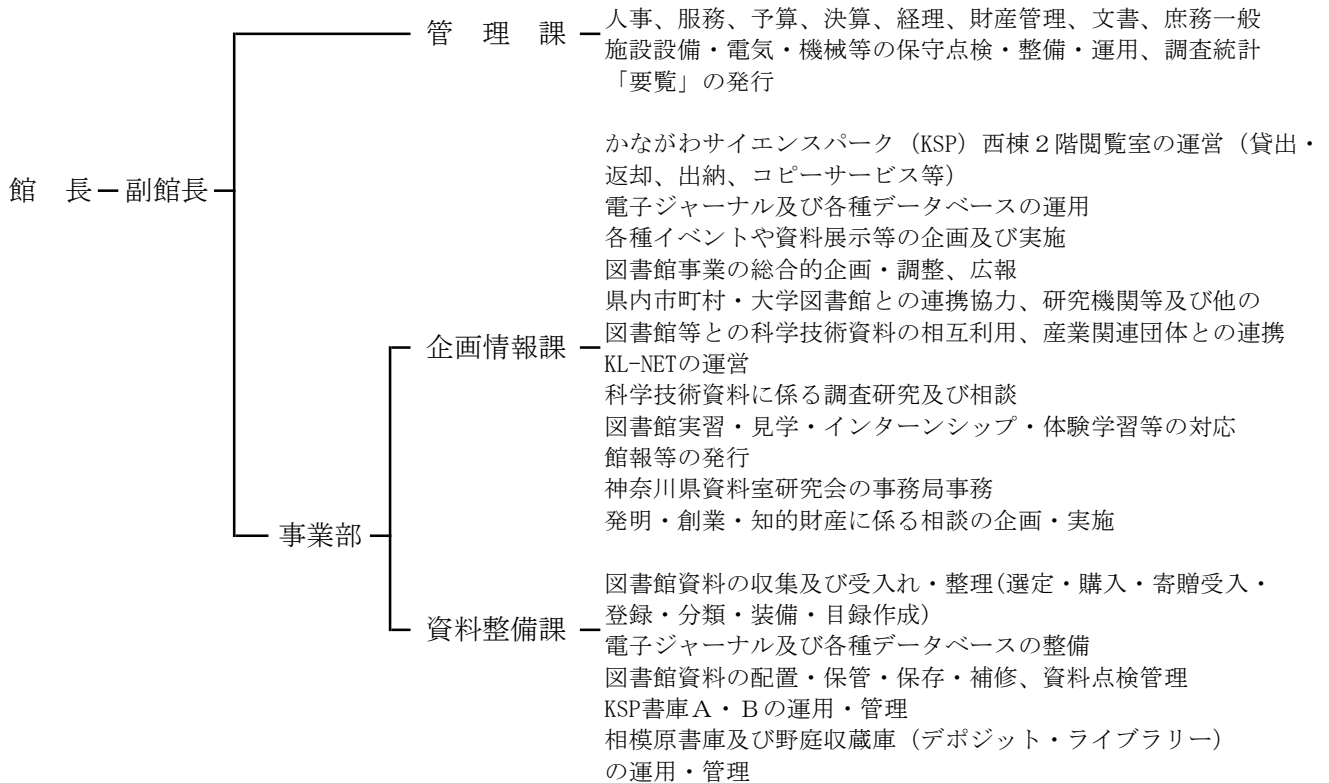 館　長
副館長
管　理　課
人事、服務、予算、決算、経理、財産管理、文書、庶務一般
施設設備・電気・機械等の保守点検・整備・運用、調査統計
「要覧」の発行
事業部
企画情報課
かながわサイエンスパーク（KSP）西棟２階閲覧室の運営（貸出・
返却、出納、コピーサービス等）
電子ジャーナル及び各種データベースの運用
各種イベントや資料展示等の企画及び実施
図書館事業の総合的企画・調整、広報
県内市町村・大学図書館との連携協力、研究機関等及び他の
図書館等との科学技術資料の相互利用、産業関連団体との連携
KL-NETの運営
科学技術資料に係る調査研究及び相談
図書館実習・見学・インターンシップ・体験学習等の対応
館報等の発行
神奈川県資料室研究会の事務局事務
発明・創業・知的財産に係る相談の企画・実施
資料整備課
図書館資料の収集及び受入れ・整理(選定・購入・寄贈受入・
登録・分類・装備・目録作成)
電子ジャーナル及び各種データベースの整備
図書館資料の配置・保管・保存・補修、資料点検管理
KSP書庫Ａ・Ｂの運用・管理
相模原書庫及び野庭収蔵庫（デポジット・ライブラリー）
の運用・管理